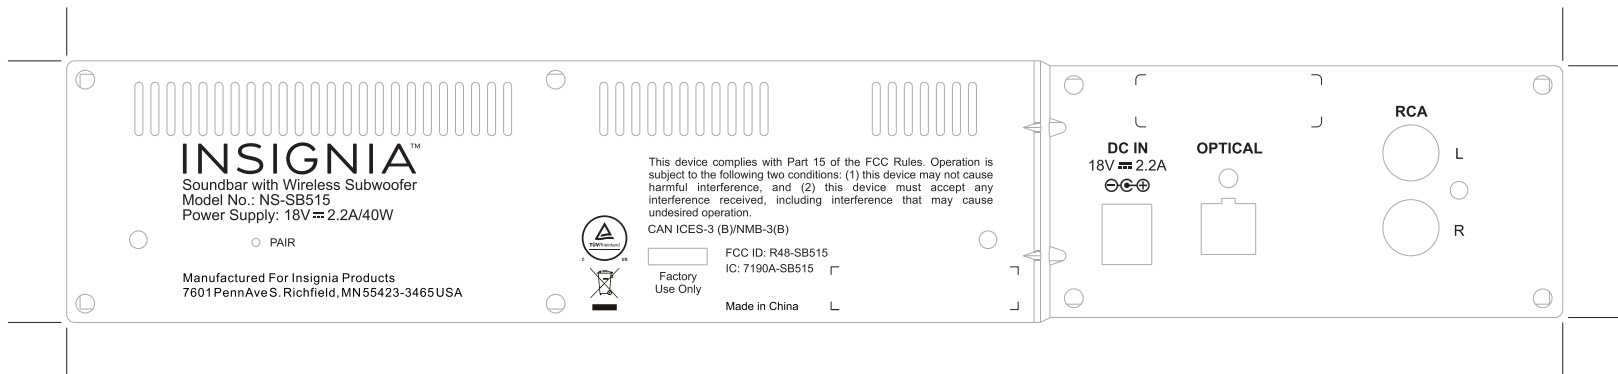 INSIGNIA™
Soundbar with Wireless Subwoofer
Model No.: NS-SB515
Power Supply: 18V⎓2.2A/40W
PAIR
Manufactured For Insignia Products
7601 Penn Ave S. Richfield, MN 55423-3465 USA
This device complies with Part 15 of the FCC Rules. Operation is
subject to the following two conditions: (1) this device may not cause
harmful interference, and (2) this device must accept any
interference received, including interference that may cause
undesired operation.
CAN ICES-3 (B)/NMB-3(B)
TÜVRheinland
C US
FCC ID: R48-SB515
IC: 7190A-SB515
Factory
Use Only
Made in China
DC IN
18V⎓2.2A
OPTICAL
RCA
L
R